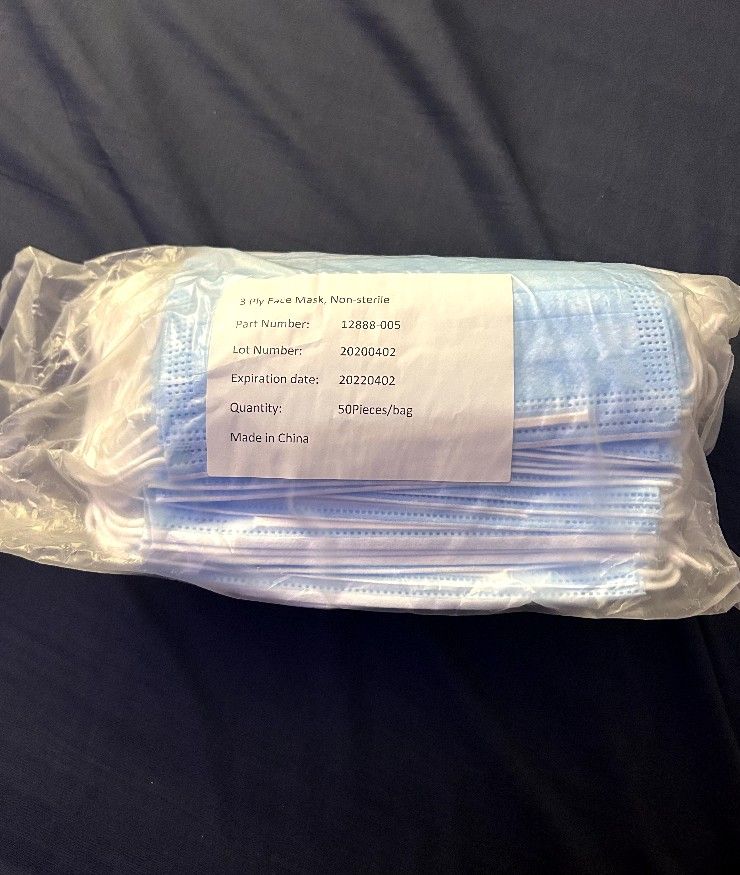 3 Ply Face Mask, Non-sterile
Part Number: 12888-005
Lot Number: 20200402
Expiration date: 20220402
Quantity: 50Pieces/bag
Made in China